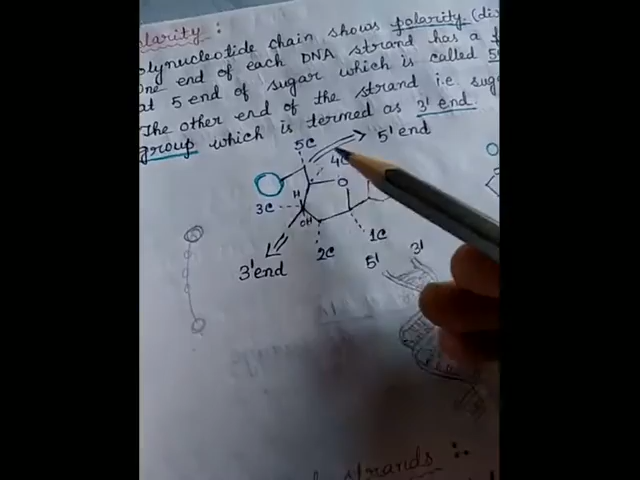 larity :
olynucleotide chain shows polarity (di
One end of each DNA strand has a
at 5 end of sugar which is called 5
The other end of the strand i.e sug
group which is termed as 3' end.
5C
5' end
4C
O
H
3C
OH
1C
2C
3' end
5'
3'
strands :